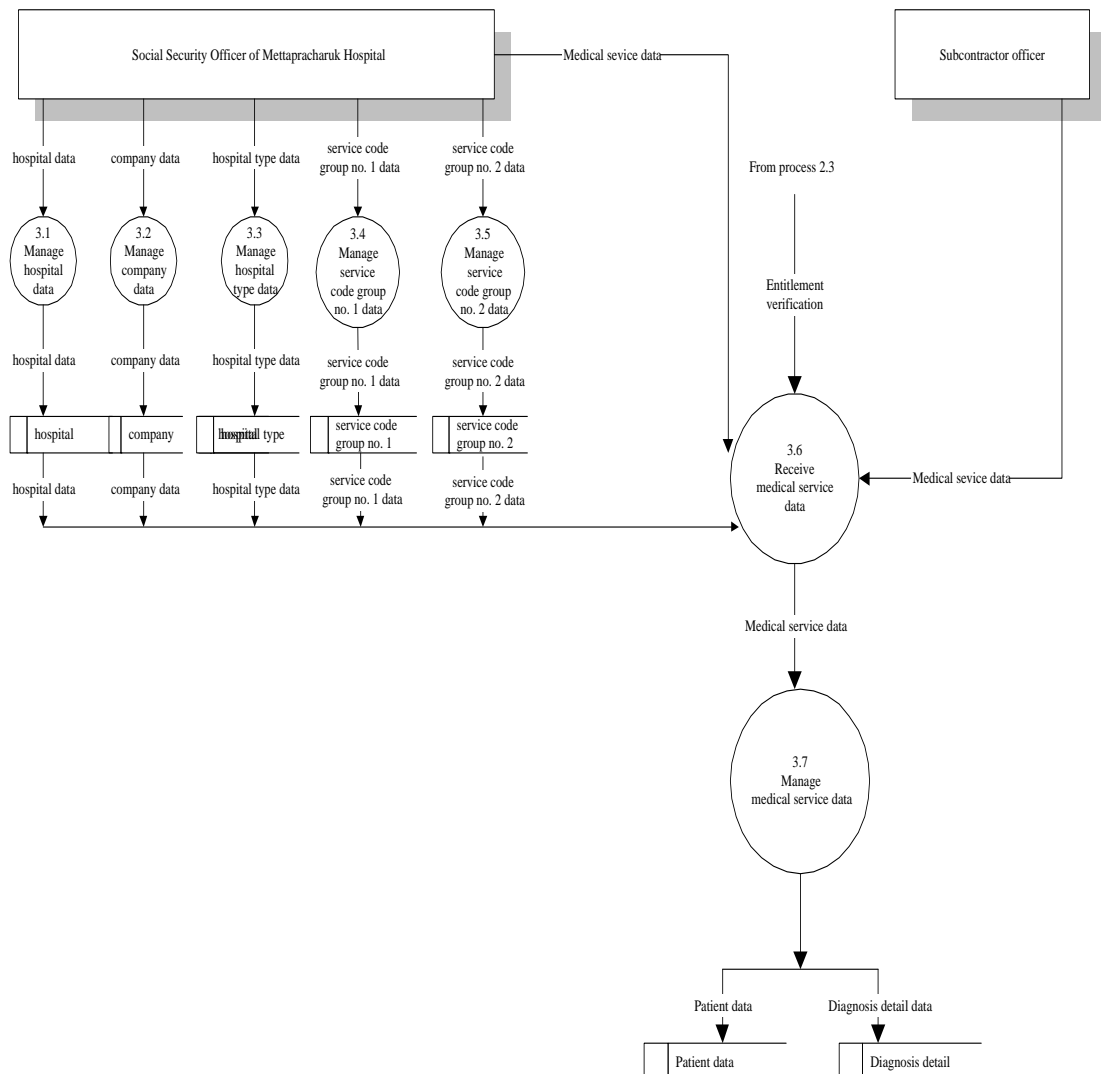 Social Security Officer of Mettapracharuk Hospital
Medical sevice data
Subcontractor officer
hospital data
company data
hospital type data
service code
group no. 1 data
service code
group no. 2 data
From process 2.3
3.1
Manage
hospital
data
3.2
Manage
company
data
3.3
Manage
hospital
type data
3.4
Manage
service
code group
no. 1 data
3.5
Manage
service
code group
no. 2 data
Entitlement
verification
hospital data
company data
hospital type data
service code
group no. 1 data
service code
group no. 2 data
hospital
company
hospital type
service code
group no. 1
service code
group no. 2
3.6
Receive
medical service
data
Medical sevice data
hospital data
company data
hospital type data
service code
group no. 1 data
service code
group no. 2 data
Medical service data
3.7
Manage
medical service data
Patient data
Diagnosis detail data
Patient data
Diagnosis detail